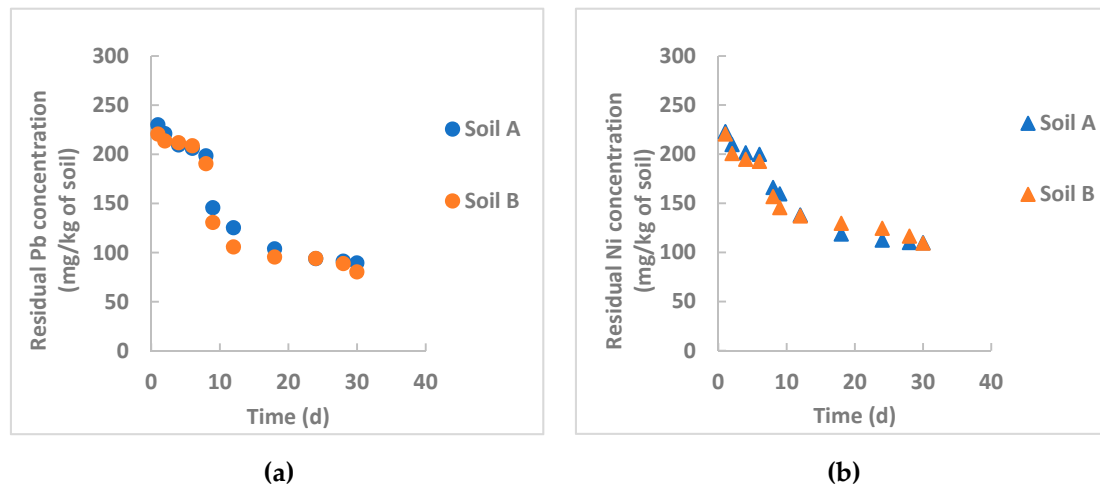 300
250
200
150
100
50
0
Residual Pb concentration
(mg/kg of soil)
0 10 20 30 40
Time (d)
Soil A
Soil B
(a)
300
250
200
150
100
50
0
Residual Ni concentration
(mg/kg of soil)
0 10 20 30 40
Time (d)
Soil A
Soil B
(b)